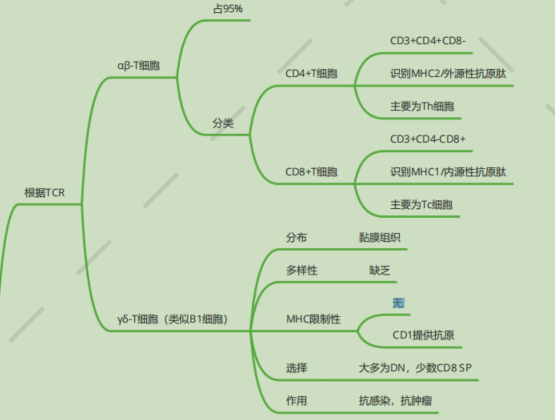 根据TCR
αβ-T细胞
占95%
分类
CD4+T细胞
CD3+CD4+CD8-
识别MHC2/外源性抗原肽
主要为Th细胞
CD8+T细胞
CD3+CD4-CD8+
识别MHC1/内源性抗原肽
主要为Tc细胞
γδ-T细胞（类似B1细胞）
分布 黏膜组织
多样性 缺乏
MHC限制性
无
CD1提供抗原
选择 大多为DN，少数CD8 SP
作用 抗感染，抗肿瘤